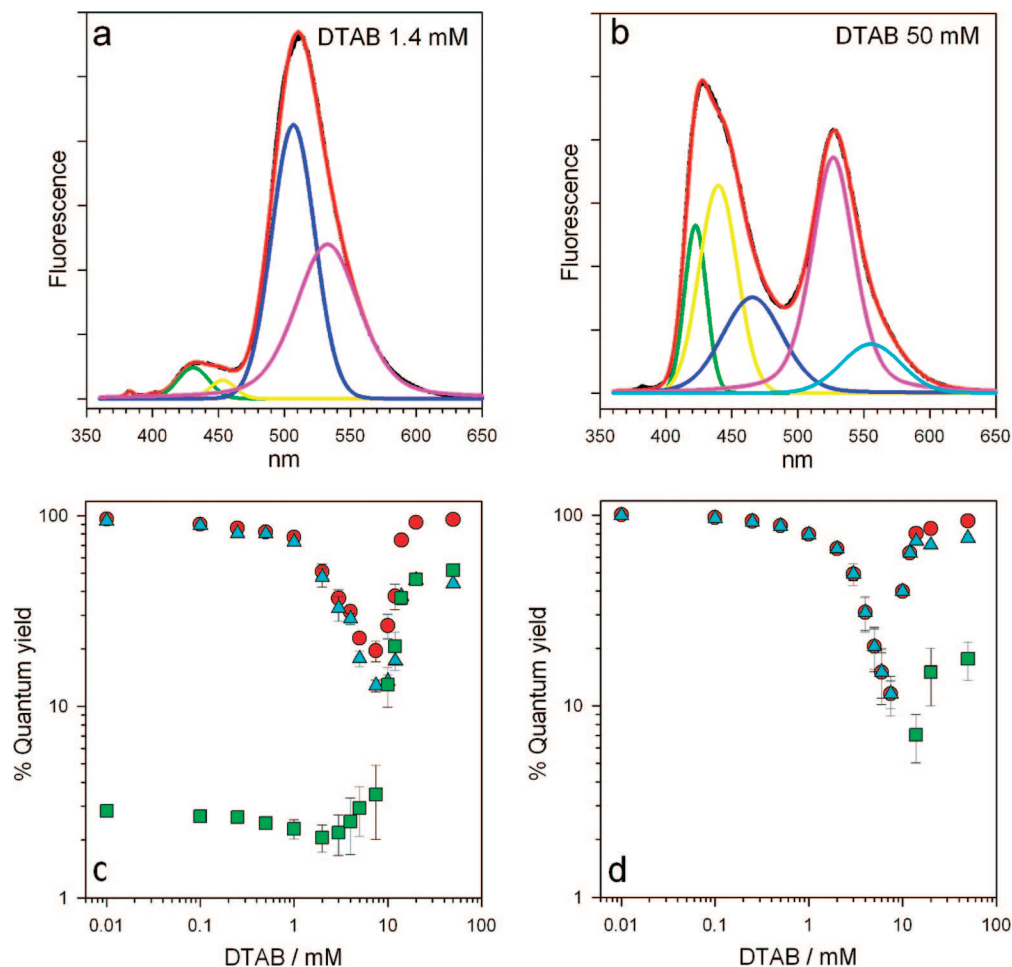 a DTAB 1.4 mM
b DTAB 50 mM
Fluorescence
Fluorescence
350 400 450 500 550 600 650
350 400 450 500 550 600 650
nm
nm
100
10
1
% Quantum yield
c
0.01 0.1 1 10 100
DTAB / mM
100
10
1
% Quantum yield
d
0.01 0.1 1 10 100
DTAB / mM